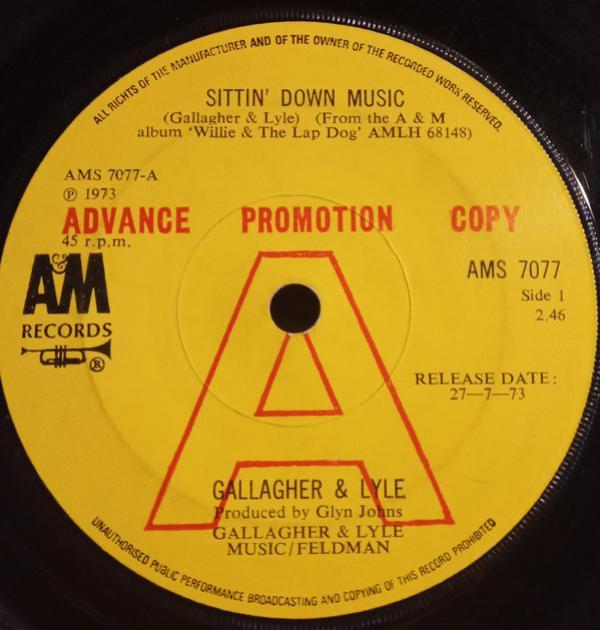 ALL RIGHTS OF THE MANUFACTURER AND OF THE OWNER OF THE RECORDED WORK RESERVED.
SITTIN' DOWN MUSIC
(Gallagher & Lyle) (From the A & M
album 'Willie & The Lap Dog' AMLH 68148)
AMS 7077-A
℗ 1973
ADVANCE PROMOTION COPY
45 r.p.m.
A&M
RECORDS
®
AMS 7077
Side 1
2.46
A
RELEASE DATE:
27—7—73
GALLAGHER & LYLE
Produced by Glyn Johns
GALLAGHER & LYLE
MUSIC/FELDMAN
UNAUTHORISED PUBLIC PERFORMANCE BROADCASTING AND COPYING OF THIS RECORD PROHIBITED